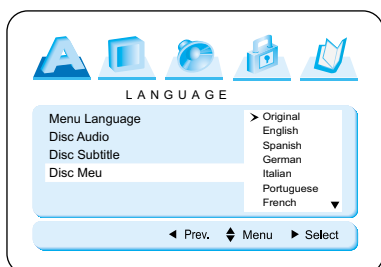 LANGUAGE
Menu Language
Disc Audio
Disc Subtitle
Disc Meu
Original
English
Spanish
German
Italian
Portuguese
French
Prev. Menu Select